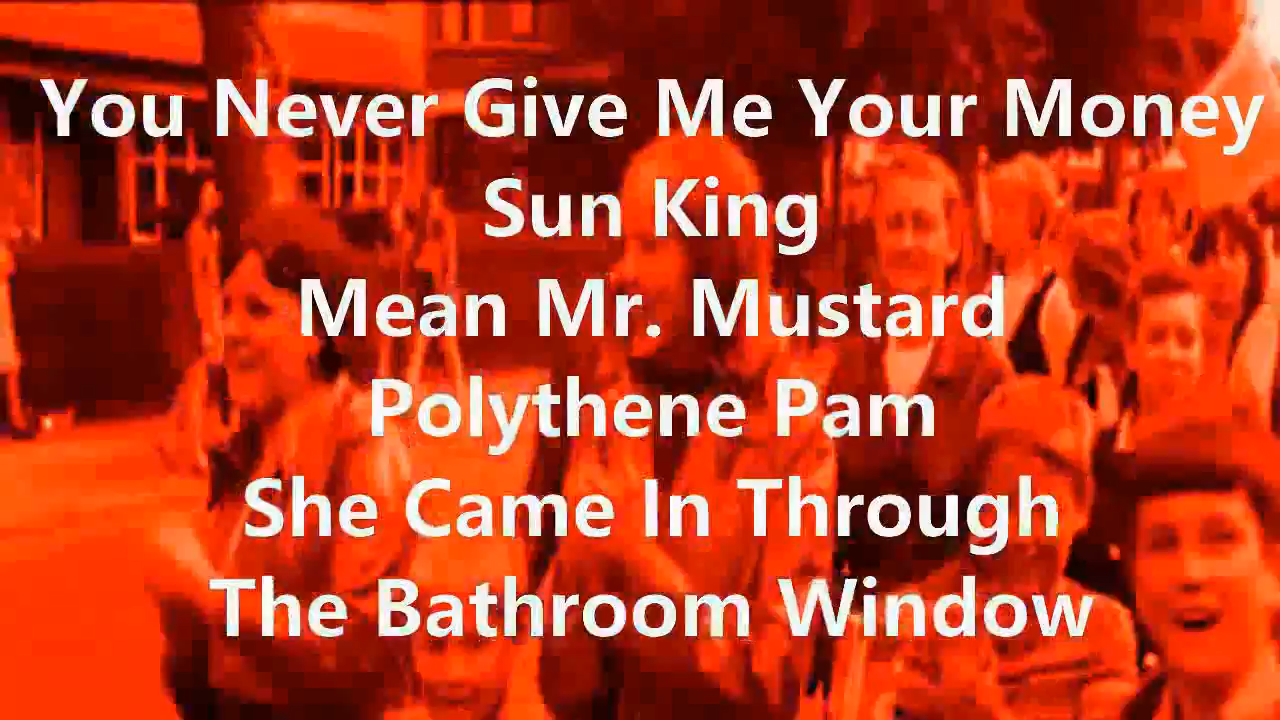 You Never Give Me Your Money
Sun King
Mean Mr. Mustard
Polythene Pam
She Came In Through
The Bathroom Window